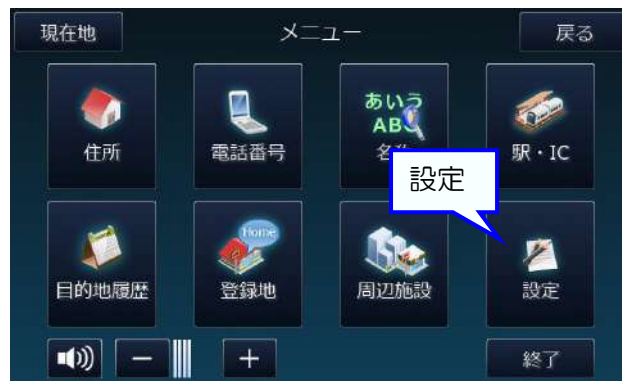 現在地
メニュー
戻る
住所
電話番号
あいう
AB
駅・IC
設定
目的地履歴
Home
登録地
周辺施設
設定
−
+
終了